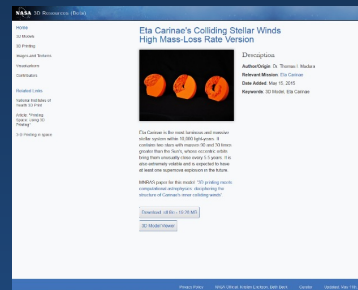 NASA 3D Resources (Beta)
Home
3D Models
3D Printing
Images and Textures
Visualizations
Contributors
Related Links
National Institutes of
Health 3D Print
Article: "Printing
Space: Using 3D
Printing"
3-D Printing in space
Eta Carinae's Colliding Stellar Winds
High Mass-Loss Rate Version
Description
Author/Origin: Dr. Thomas I. Madura
Relevant Mission: Eta Carinae
Date Added: May 15, 2015
Keywords: 3D Model, Eta Carinae
Eta Carinae is the most luminous and massive
stellar system within 10,000 light-years. It
contains two stars with masses 90 and 30 times
greater than the Sun's, whose eccentric orbits
bring them unusually close every 5.5 years. It is
also extremely volatile and is expected to have
at least one supernova explosion in the future.
MNRAS paper for this model: "3D printing meets
computational astrophysics: deciphering the
structure of Eta Carinae's inner colliding winds"
3D Model Viewer
Privacy Policy
Curator
Updated: May